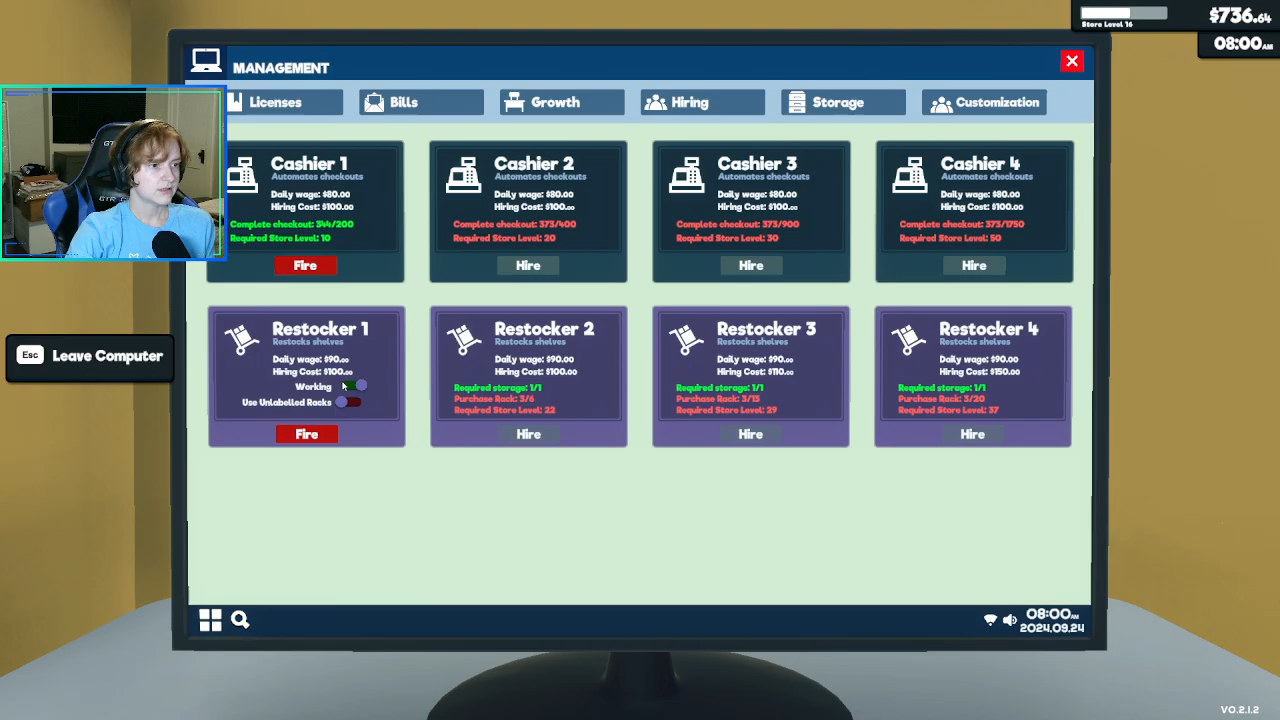 $736.64
Store Level 16
08:00AM
MANAGEMENT
Licenses
Bills
Growth
Hiring
Storage
Customization
Cashier 1
Automates checkouts
Daily wage: $80.00
Hiring Cost: $100.00
Complete checkout: 344/200
Required Store Level: 10
Fire
Cashier 2
Automates checkouts
Daily wage: $80.00
Hiring Cost: $100.00
Complete checkout: 373/400
Required Store Level: 20
Hire
Cashier 3
Automates checkouts
Daily wage: $80.00
Hiring Cost: $100.00
Complete checkout: 373/900
Required Store Level: 30
Hire
Cashier 4
Automates checkouts
Daily wage: $80.00
Hiring Cost: $100.00
Complete checkout: 373/1750
Required Store Level: 50
Hire
Esc Leave Computer
Restocker 1
Restocks shelves
Daily wage: $90.00
Hiring Cost: $100.00
Working
Use Unlabelled Racks
Fire
Restocker 2
Restocks shelves
Daily wage: $90.00
Hiring Cost: $100.00
Required storage: 1/1
Purchase Rack: 3/6
Required Store Level: 22
Hire
Restocker 3
Restocks shelves
Daily wage: $90.00
Hiring Cost: $110.00
Required storage: 1/1
Purchase Rack: 3/13
Required Store Level: 29
Hire
Restocker 4
Restocks shelves
Daily wage: $90.00
Hiring Cost: $150.00
Required storage: 1/1
Purchase Rack: 3/20
Required Store Level: 37
Hire
08:00AM
2024.09.24
V0.2.1.2